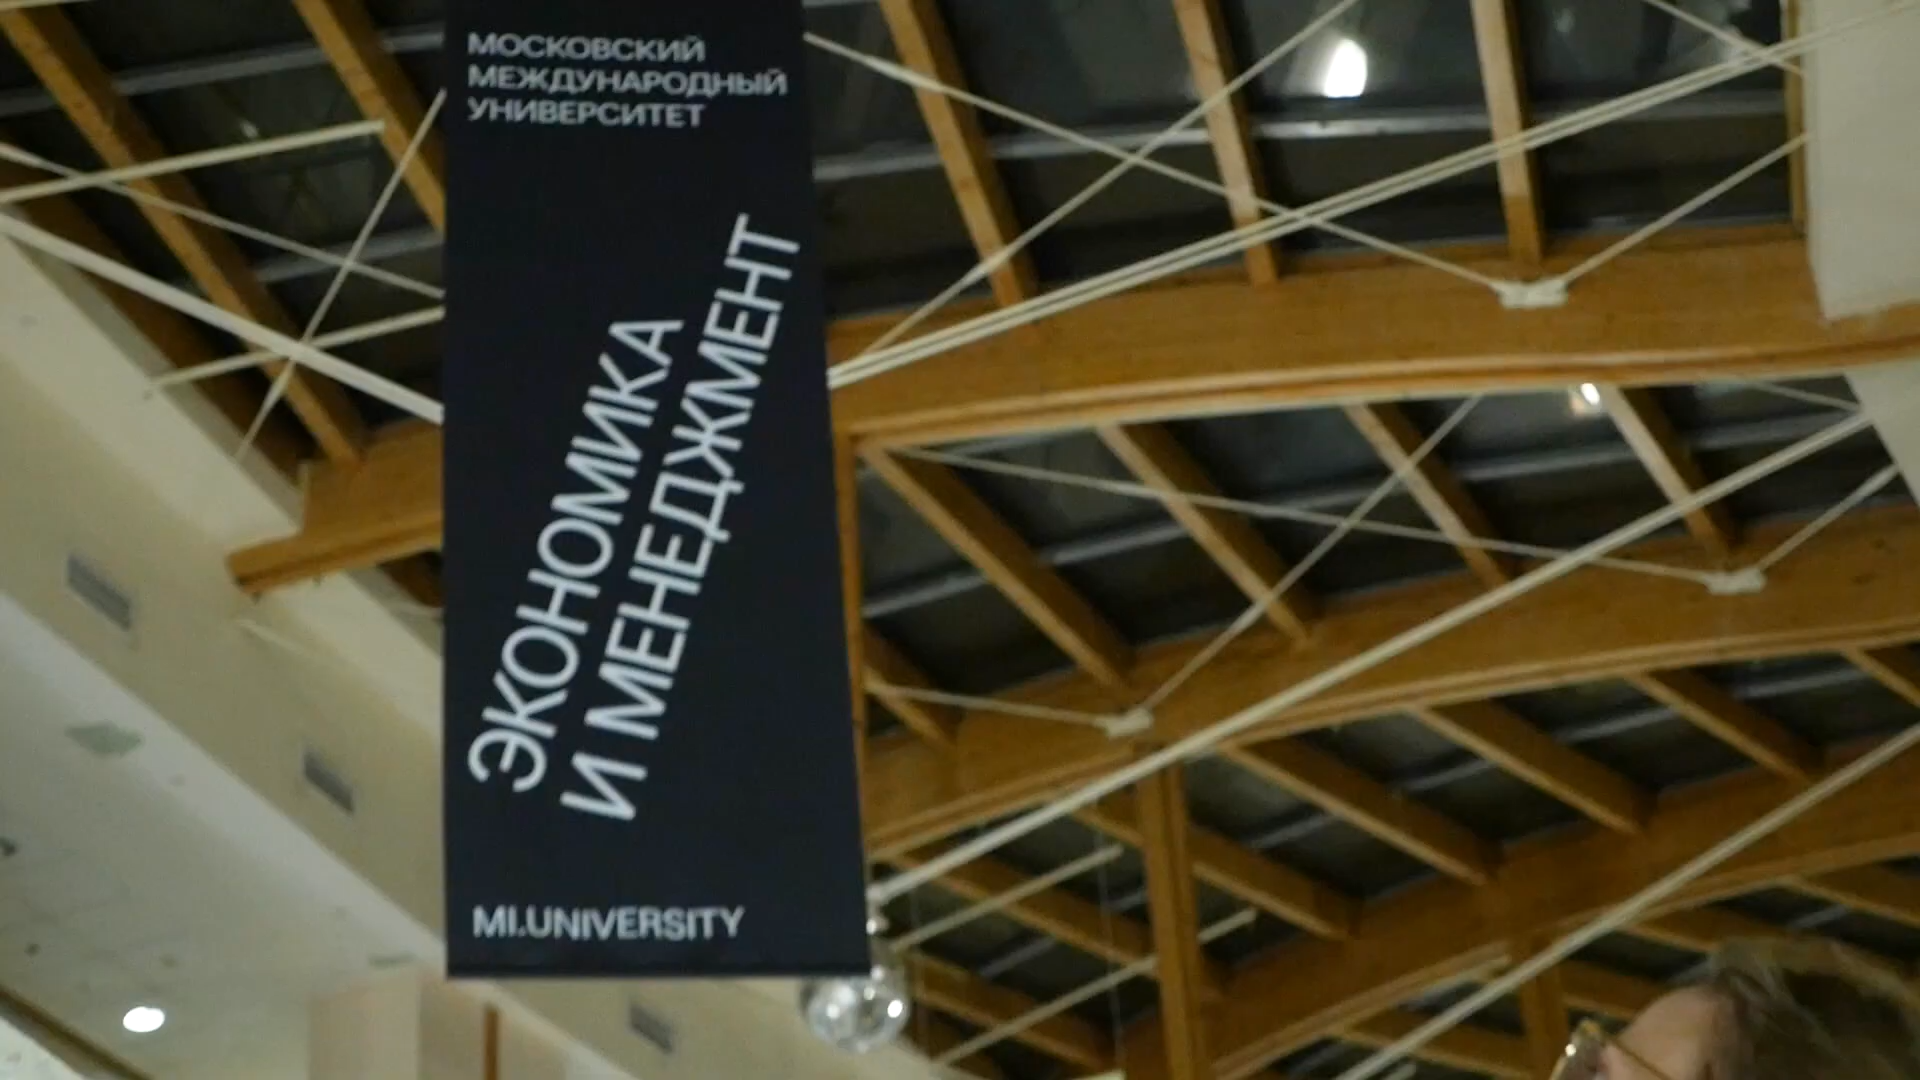 МОСКОВСКИЙ
МЕЖДУНАРОДНЫЙ
УНИВЕРСИТЕТ
ЭКОНОМИКА
И МЕНЕДЖМЕНТ
MI.UNIVERSITY